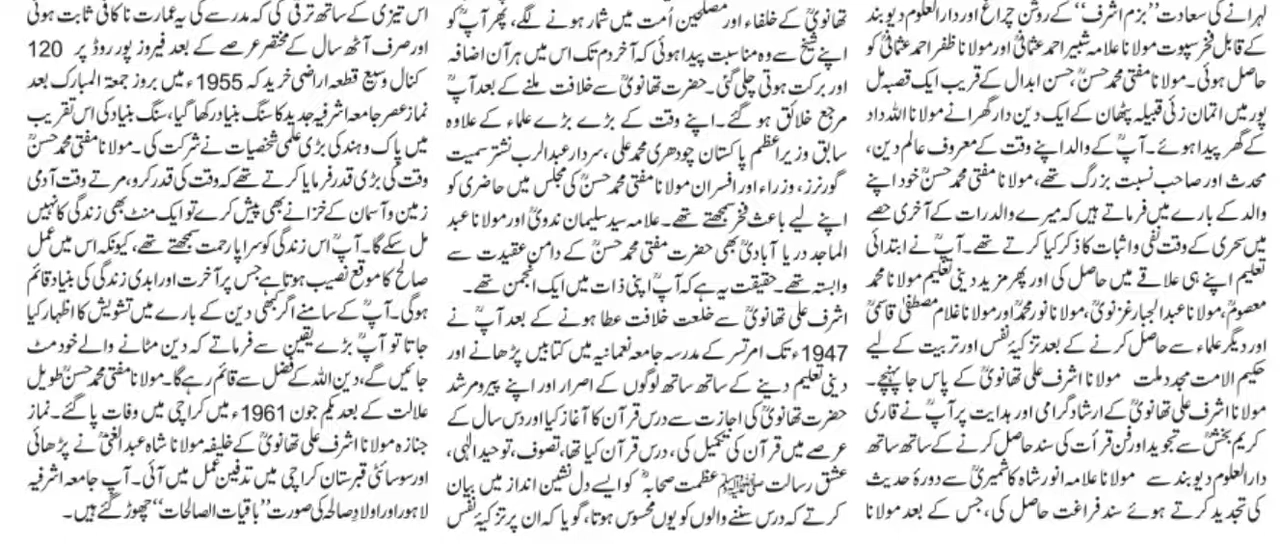 لہرانے کی سعادت ’’بزم اشرف‘‘ کے روشن چراغ اور دارالعلوم دیوبند
کے قابل فخر سپوت مولانا علامہ شبیر احمد عثمانیؒ اور مولانا ظفر احمد عثمانیؒ کو
حاصل ہوئی۔ مولانا مفتی محمد حسنؒ، حسن ابدال کے قریب ایک قصبہ مل
پور میں اتمان زئی قبیلہ پٹھان کے ایک دین دار گھرانے مولانا اللہ داد
کے گھر پیدا ہوئے۔ آپؒ کے والد اپنے وقت کے معروف عالم دین،
محدث اور صاحب نسبت بزرگ تھے، مولانا مفتی محمد حسنؒ خود اپنے
والد کے بارے میں فرماتے ہیں کہ میرے والد رات کے آخری حصے
میں سحری کے وقت نفی و اثبات کا ذکر کیا کرتے تھے۔ آپؒ نے ابتدائی
تعلیم اپنے ہی علاقے میں حاصل کی اور پھر مزید دینی تعلیم مولانا محمد
معصومؒ، مولانا عبدالجبار غزنویؒ، مولانا نور محمدؒ اور مولانا غلام مصطفیٰ قاسمیؒ
اور دیگر علماء سے حاصل کرنے کے بعد تزکیۂ نفس اور تربیت کے لیے
حکیم الامت مجدد ملت مولانا اشرف علی تھانویؒ کے پاس جا پہنچے۔
مولانا اشرف علی تھانویؒ کے ارشاد گرامی اور ہدایت پر آپؒ نے قاری
کریم بخشؒ سے تجوید اور فن قرأت کی سند حاصل کرنے کے ساتھ ساتھ
دارالعلوم دیوبند سے مولانا علامہ انور شاہ کاشمیریؒ سے دورۂ حدیث
کی تجدید کرتے ہوئے سند فراغت حاصل کی، جس کے بعد مولانا
تھانویؒ کے خلفاء اور مصلحین اُمت میں شمار ہونے لگے، پھر آپؒ کو
اپنے شیخ سے وہ مناسبت پیدا ہوئی کہ آخر دم تک اس میں ہر آن اضافہ
اور برکت ہوتی چلی گئی۔ حضرت تھانویؒ سے خلافت ملنے کے بعد آپؒ
مرجع خلائق ہو گئے۔ اپنے وقت کے بڑے بڑے علماء کے علاوہ
سابق وزیر اعظم پاکستان چودھری محمد علی، سردار عبدالرب نشتر سمیت
گورنرز، وزراء اور افسران مولانا مفتی محمد حسنؒ کی مجلس میں حاضری کو
اپنے لیے باعث فخر سمجھتے تھے۔ علامہ سید سلیمان ندویؒ اور مولانا عبد
الماجد دریا آبادیؒ بھی حضرت مفتی محمد حسنؒ کے دامن عقیدت سے
وابستہ تھے۔ حقیقت یہ ہے کہ آپؒ اپنی ذات میں ایک انجمن تھے۔
اشرف علی تھانویؒ سے خلعت خلافت عطا ہونے کے بعد آپؒ نے
1947ء تک امرتسر کے مدرسہ جامعہ نعمانیہ میں کتابیں پڑھانے اور
دینی تعلیم دینے کے ساتھ ساتھ لوگوں کے اصرار اور اپنے پیرو مرشد
حضرت تھانویؒ کی اجازت سے درس قرآن کا آغاز کیا اور دس سال کے
عرصے میں قرآن کی تکمیل کی، درس قرآن کیا تھا، تصوف، توحید الٰہی،
عشق رسالت ﷺ عظمت صحابہؓ کو ایسے دل نشین انداز میں بیان
کرتے کہ درس سننے والوں کو یوں محسوس ہوتا، گویا کہ ان پر تزکیۂ نفس
اس تیزی کے ساتھ ترقی کی کہ مدرسے کی یہ عمارت ناکافی ثابت ہوئی
اور صرف آٹھ سال کے مختصر عرصے کے بعد فیروز پور روڈ پر 120
کنال وسیع قطعہ اراضی خرید کہ 1955ء میں بروز جمعۃ المبارک بعد
نماز عصر جامعہ اشرفیہ جدید کا سنگ بنیاد رکھا گیا، سنگ بنیاد کی اس تقریب
میں پاک و ہند کی بڑی علمی شخصیات نے شرکت کی۔ مولانا مفتی محمد حسنؒ
وقت کی بڑی قدر فرمایا کرتے تھے کہ وقت کی قدر کرو، مرتے وقت آدمی
زمین و آسمان کے خزانے بھی پیش کرے تو ایک منٹ بھی زندگی کا نہیں
مل سکے گا۔ آپؒ اس زندگی کو سراپا رحمت سمجھتے تھے، کیونکہ اس میں عمل
صالح کا موقع نصیب ہوتا ہے جس پر آخرت اور ابدی زندگی کی بنیاد قائم
ہوگی۔ آپؒ کے سامنے اگر کبھی دین کے بارے میں تشویش کا اظہار کیا
جاتا تو آپؒ بڑے یقین سے فرماتے کہ دین مٹانے والے خود مٹ
جائیں گے، دین اللہ کے فضل سے قائم رہے گا۔ مولانا مفتی محمد حسنؒ طویل
علالت کے بعد یکم جون 1961ء میں کراچی میں وفات پا گئے۔ نماز
جنازہ مولانا اشرف علی تھانویؒ کے خلیفہ مولانا شاہ عبدالغنیؒ نے پڑھائی
اور سوسائٹی قبرستان کراچی میں تدفین عمل میں آئی۔ آپ جامعہ اشرفیہ
لاہور اور اولاد صالحہ کی صورت ’’باقیات الصالحات‘‘ چھوڑ گئے ہیں۔